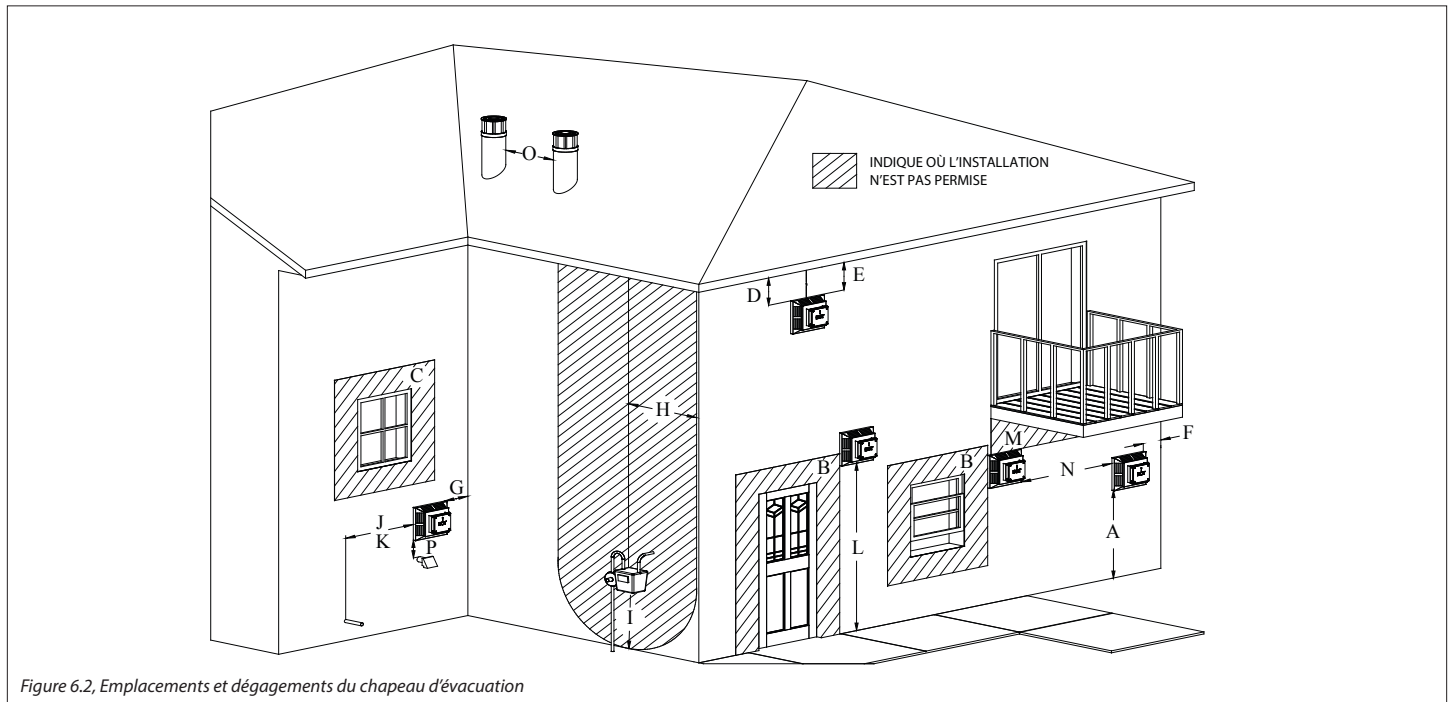 O
INDIQUE OÙ L'INSTALLATION
N'EST PAS PERMISE
D
E
C
H
M
F
B
B
N
G
J
K
P
L
A
I
Figure 6.2, Emplacements et dégagements du chapeau d'évacuation